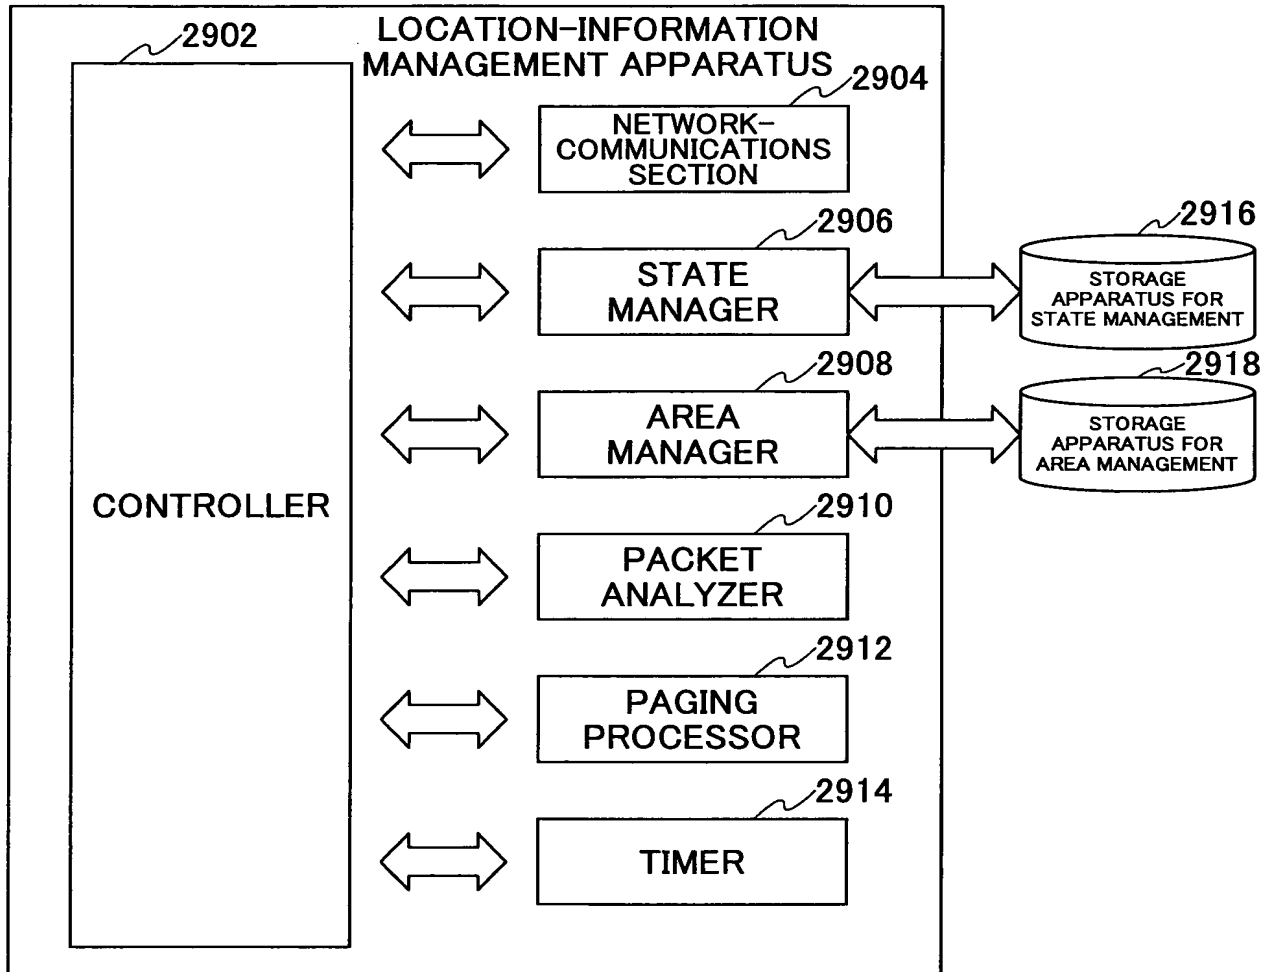 LOCATION-INFORMATION
MANAGEMENT APPARATUS
2902
CONTROLLER
2904
NETWORK-
COMMUNICATIONS
SECTION
2906
STATE
MANAGER
2916
STORAGE
APPARATUS FOR
STATE MANAGEMENT
2908
AREA
MANAGER
2918
STORAGE
APPARATUS FOR
AREA MANAGEMENT
2910
PACKET
ANALYZER
2912
PAGING
PROCESSOR
2914
TIMER